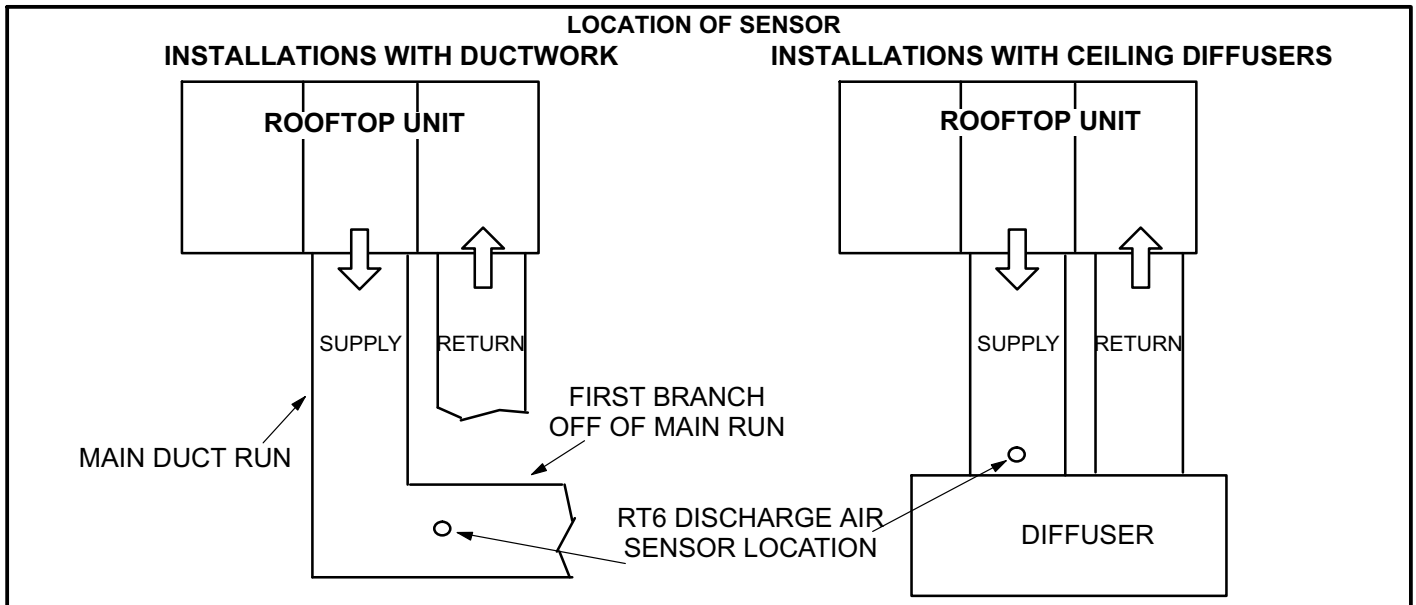 LOCATION OF SENSOR
INSTALLATIONS WITH DUCTWORK
ROOFTOP UNIT
SUPPLY
RETURN
FIRST BRANCH
OFF OF MAIN RUN
MAIN DUCT RUN
RT6 DISCHARGE AIR
SENSOR LOCATION
INSTALLATIONS WITH CEILING DIFFUSERS
ROOFTOP UNIT
SUPPLY
RETURN
DIFFUSER